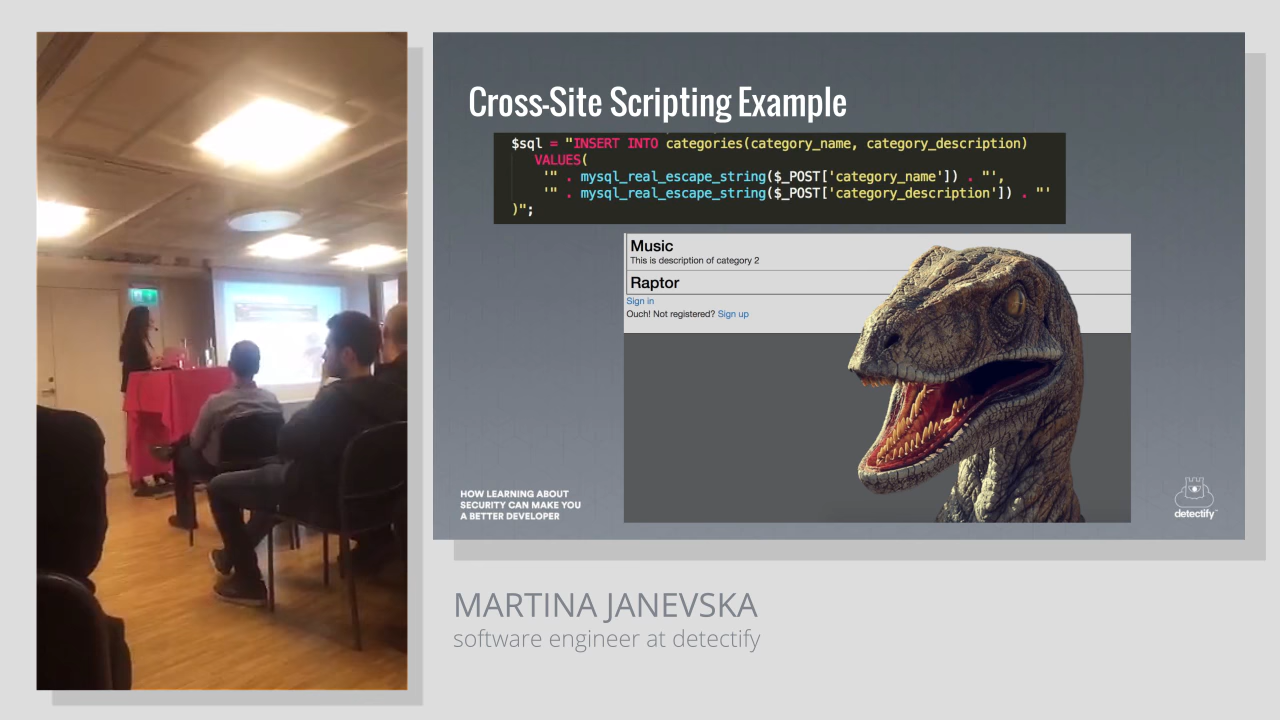 Cross-Site Scripting Example
$sql = "INSERT INTO categories(category_name, category_description)
VALUES(
'" . mysql_real_escape_string($_POST['category_name']) . "',
'" . mysql_real_escape_string($_POST['category_description']) . "'
)";
Music
This is description of category 2
Raptor
Sign in
Ouch! Not registered? Sign up
HOW LEARNING ABOUT
SECURITY CAN MAKE YOU
A BETTER DEVELOPER
detectify™
MARTINA JANEVSKA
software engineer at detectify